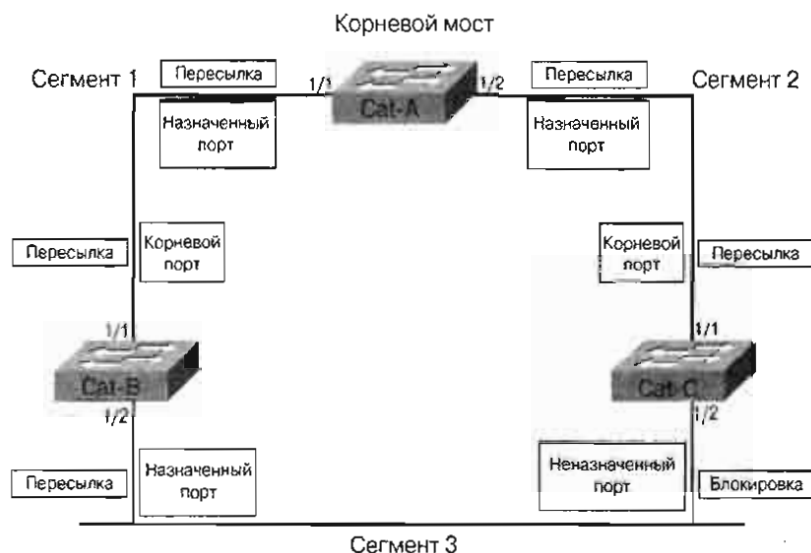 Корневой мост
Сегмент 1
Пересылка
1/1
1/2
Пересылка
Сегмент 2
Cat-A
Назначенный
порт
Назначенный
порт
Пересылка
Корневой
порт
Корневой
порт
Пересылка
1/1
1/1
Cat-B
Cat-C
1/2
1/2
Пересылка
Назначенный
порт
Неназначенный
порт
Блокировка
Сегмент 3